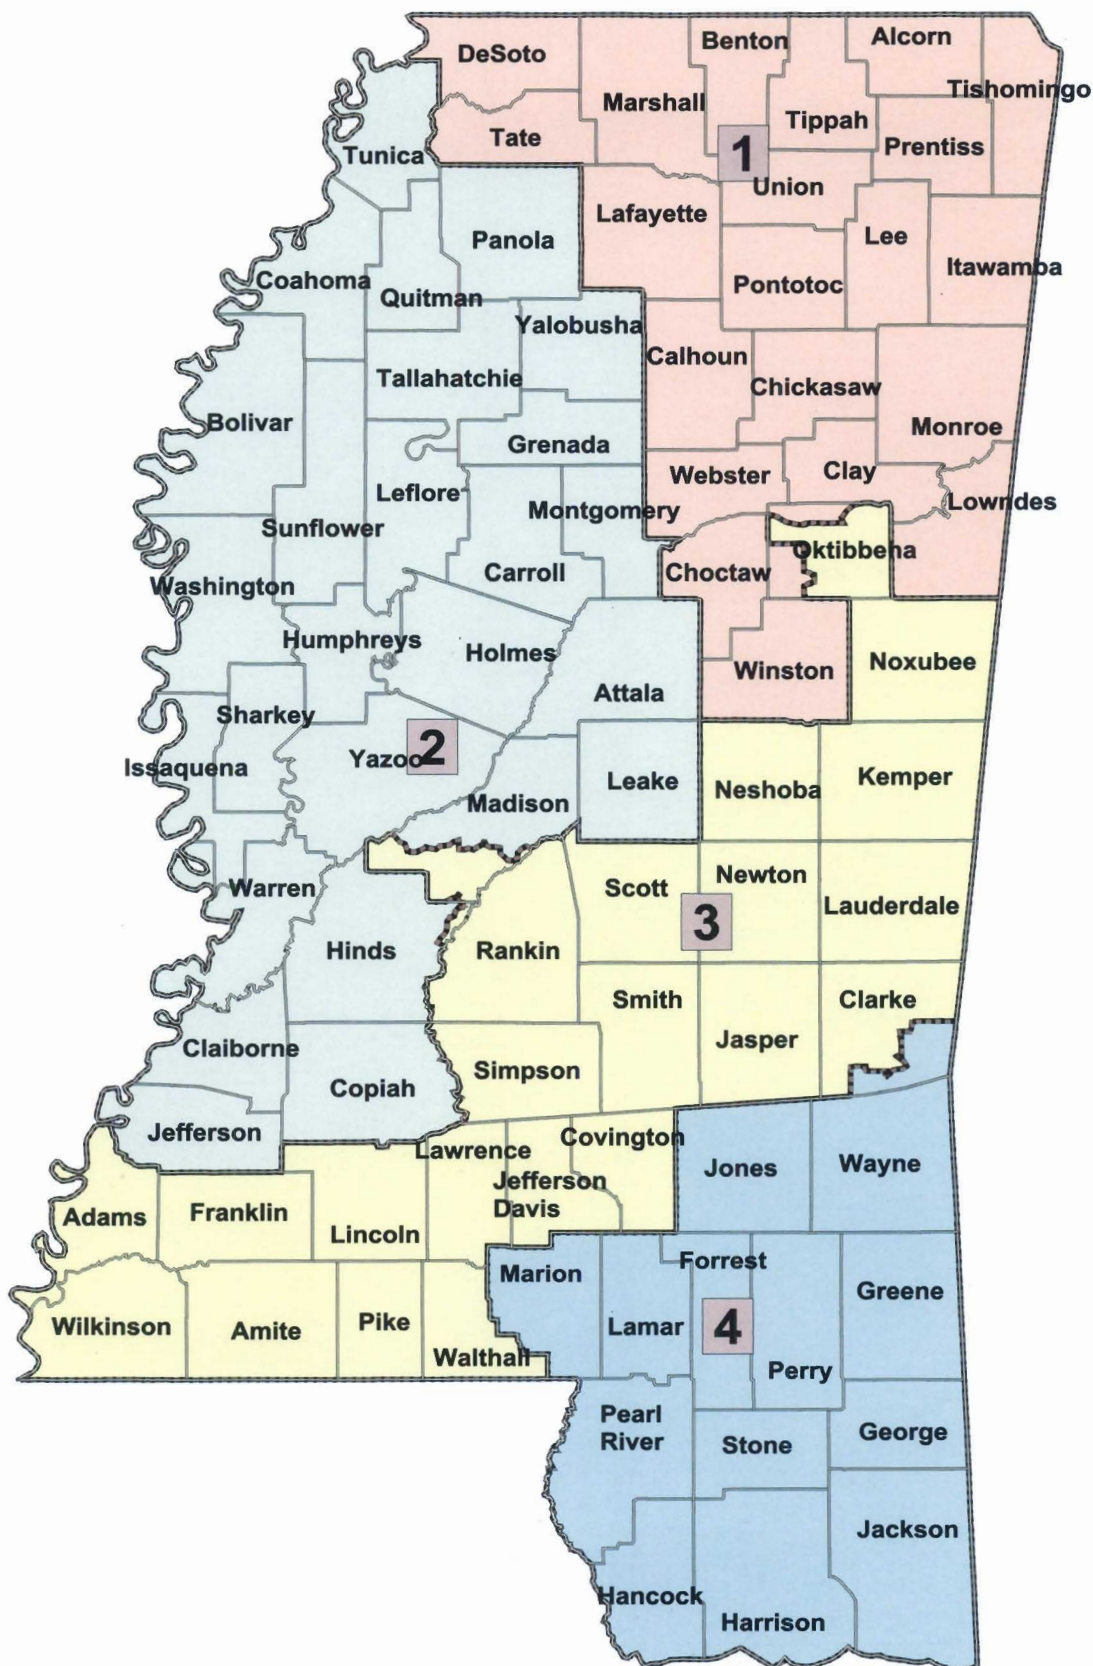 DeSoto
Benton
Alcorn
Tishomingo
Marshall
Tippah
Prentiss
Tate
1
Tunica
Union
Lafayette
Lee
Panola
Itawamba
Coahoma
Quitman
Pontotoc
Yalobusha
Calhoun
Tallahatchie
Chickasaw
Bolivar
Monroe
Grenada
Webster
Clay
Leflore
Lowndes
Montgomery
Sunflower
Oktibbeha
Washington
Carroll
Choctaw
Humphreys
Holmes
Noxubee
Winston
Attala
Sharkey
2
Yazoo
Issaquena
Leake
Kemper
Neshoba
Madison
Newton
Scott
Warren
Lauderdale
3
Hinds
Rankin
Smith
Clarke
Jasper
Claiborne
Simpson
Copiah
Jefferson
Covington
Lawrence
Jones
Wayne
Jefferson
Davis
Adams
Franklin
Lincoln
Forrest
Marion
Greene
Wilkinson
Amite
Pike
Lamar
4
Walthall
Perry
Pearl
River
Stone
George
Jackson
Hancock
Harrison